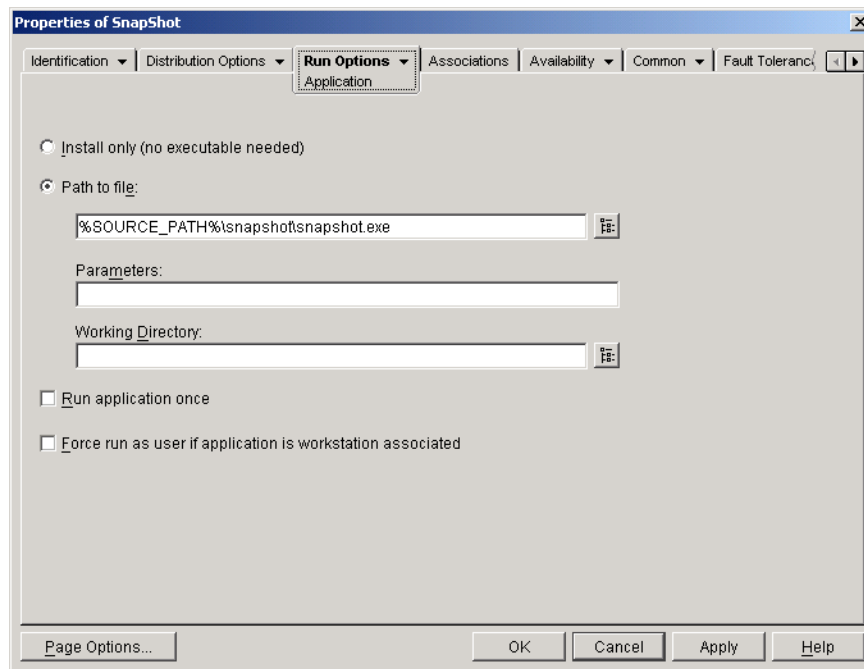 Properties of SnapShot
Identification Distribution Options Run Options Associations Availability Common Fault Toleranc
Application
Install only (no executable needed)
Path to file:
%SOURCE_PATH%\snapshot\snapshot.exe
Parameters:
Working Directory:
Run application once
Force run as user if application is workstation associated
Page Options... OK Cancel Apply Help